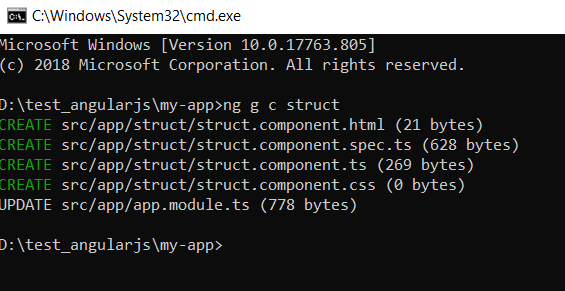 C:\Windows\System32\cmd.exe
Microsoft Windows [Version 10.0.17763.805]
(c) 2018 Microsoft Corporation. All rights reserved.
D:\test_angularjs\my-app>ng g c struct
CREATE src/app/struct/struct.component.html (21 bytes)
CREATE src/app/struct/struct.component.spec.ts (628 bytes)
CREATE src/app/struct/struct.component.ts (269 bytes)
CREATE src/app/struct/struct.component.css (0 bytes)
UPDATE src/app/app.module.ts (778 bytes)
D:\test_angularjs\my-app>